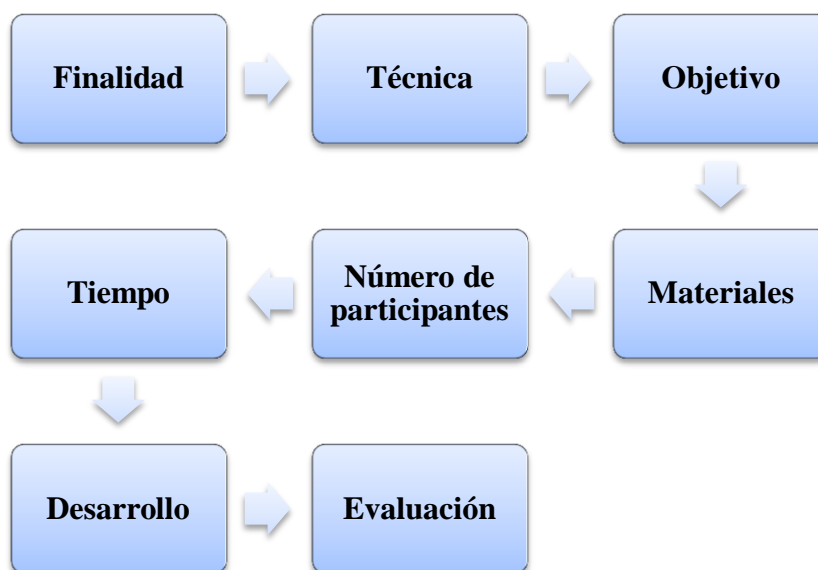 Finalidad
Técnica
Objetivo
Materiales
Número de
participantes
Tiempo
Desarrollo
Evaluación